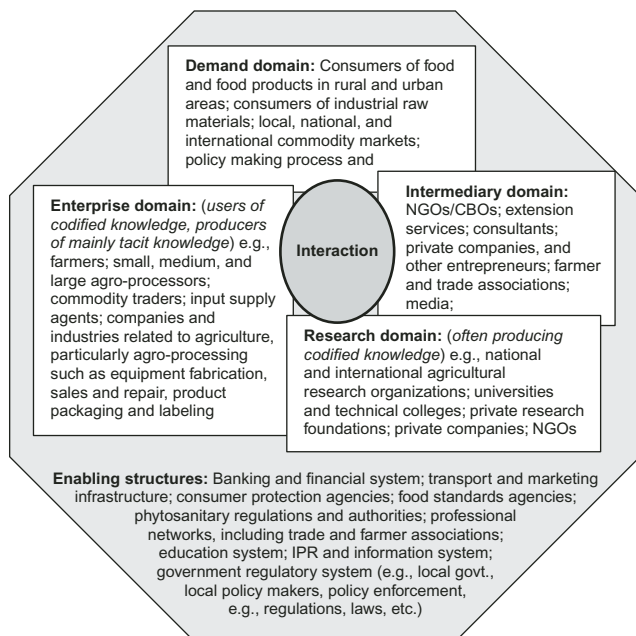 Demand domain: Consumers of food
and food products in rural and urban
areas; consumers of industrial raw
materials; local, national, and
international commodity markets;
policy making process and
Enterprise domain: (users of
codified knowledge, producers
of mainly tacit knowledge) e.g.,
farmers; small, medium, and
large agro-processors;
commodity traders; input supply
agents; companies and
industries related to agriculture,
particularly agro-processing
such as equipment fabrication,
sales and repair, product
packaging and labeling
Interaction
Intermediary domain:
NGOs/CBOs; extension
services; consultants;
private companies, and
other entrepreneurs; farmer
and trade associations;
media;
Research domain: (often producing
codified knowledge) e.g., national
and international agricultural
research organizations; universities
and technical colleges; private research
foundations; private companies; NGOs
Enabling structures: Banking and financial system; transport and marketing
infrastructure; consumer protection agencies; food standards agencies;
phytosanitary regulations and authorities; professional
networks, including trade and farmer associations;
education system; IPR and information system;
government regulatory system (e.g., local govt.,
local policy makers, policy enforcement,
e.g., regulations, laws, etc.)